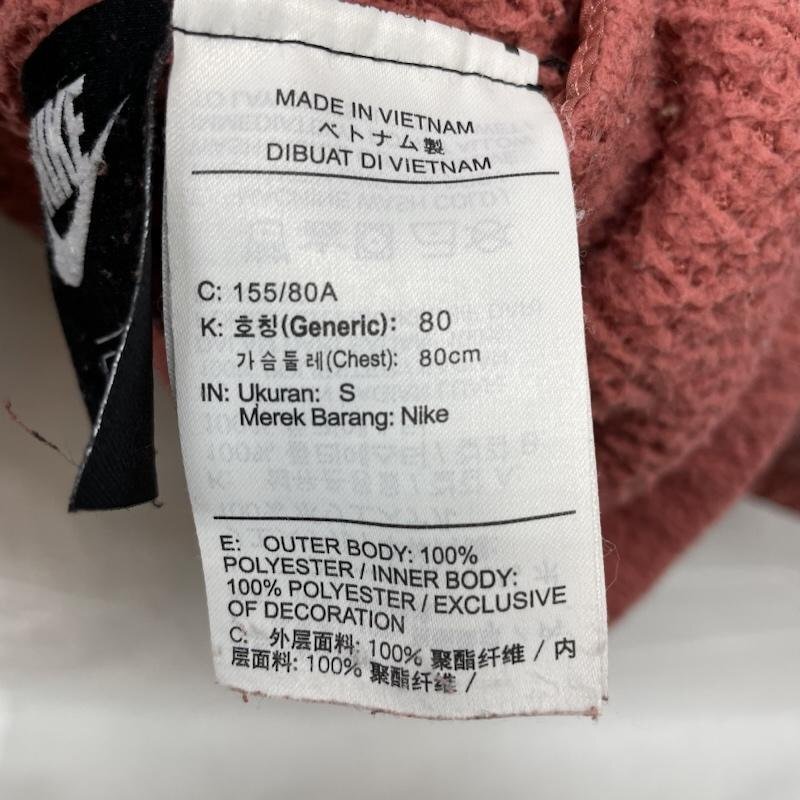 NIKE
MADE IN VIETNAM
ベトナム製
DIBUAT DI VIETNAM
C: 155/80A
K: 호칭(Generic): 80
가슴둘레(Chest): 80cm
IN: Ukuran: S
Merek Barang: Nike
E: OUTER BODY: 100%
POLYESTER / INNER BODY:
100% POLYESTER / EXCLUSIVE
OF DECORATION
C: 外层面料: 100% 聚酯纤维 / 内
层面料: 100% 聚酯纤维 /